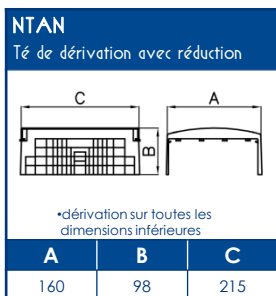 NTAN
Té de dérivation avec réduction
C
A
B
•dérivation sur toutes les
dimensions inférieures
A B C
160 98 215